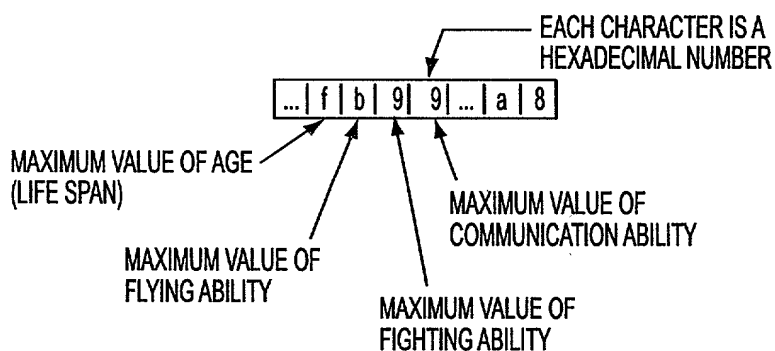 EACH CHARACTER IS A
HEXADECIMAL NUMBER
... f b 9 9 ... a 8
MAXIMUM VALUE OF AGE
(LIFE SPAN)
MAXIMUM VALUE OF
COMMUNICATION ABILITY
MAXIMUM VALUE OF
FLYING ABILITY
MAXIMUM VALUE OF
FIGHTING ABILITY